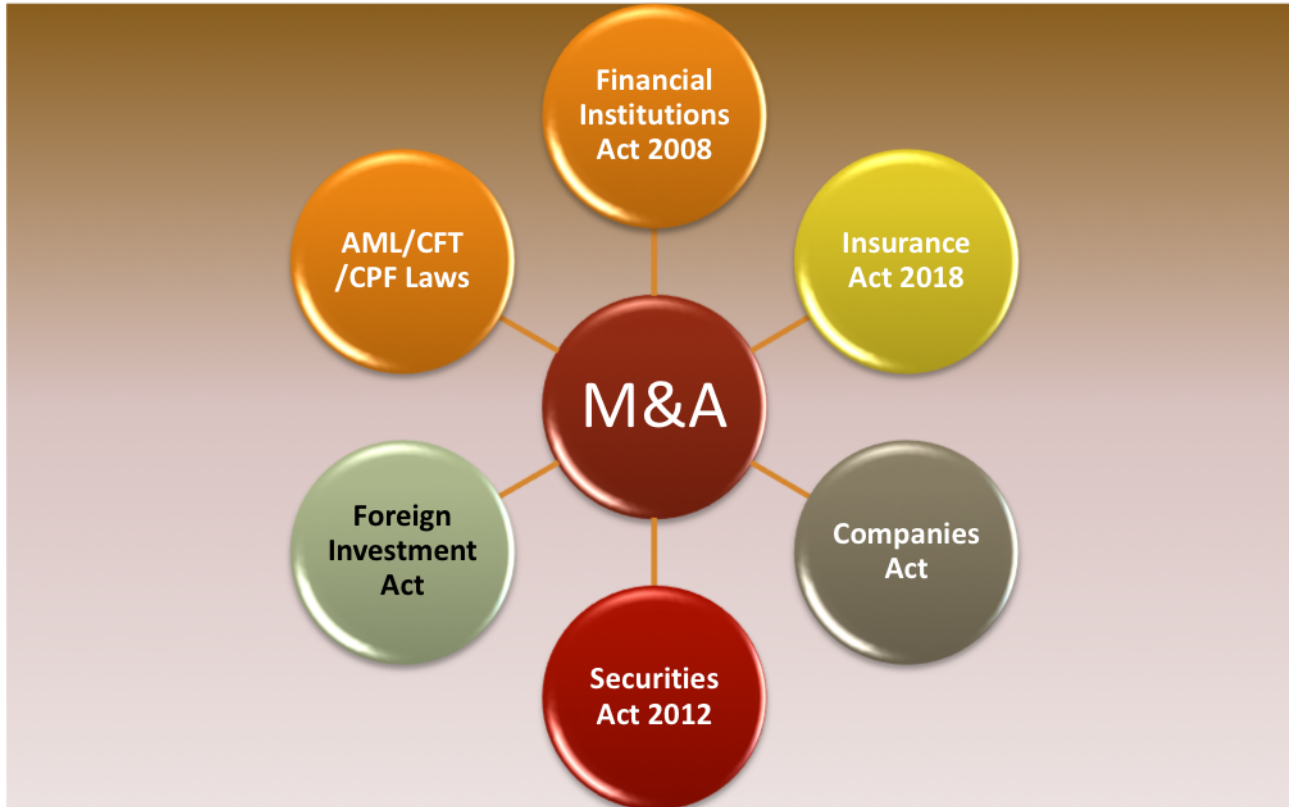 Financial
Institutions
Act 2008
AML/CFT
/CPF Laws
Insurance
Act 2018
M&A
Foreign
Investment
Act
Companies
Act
Securities
Act 2012